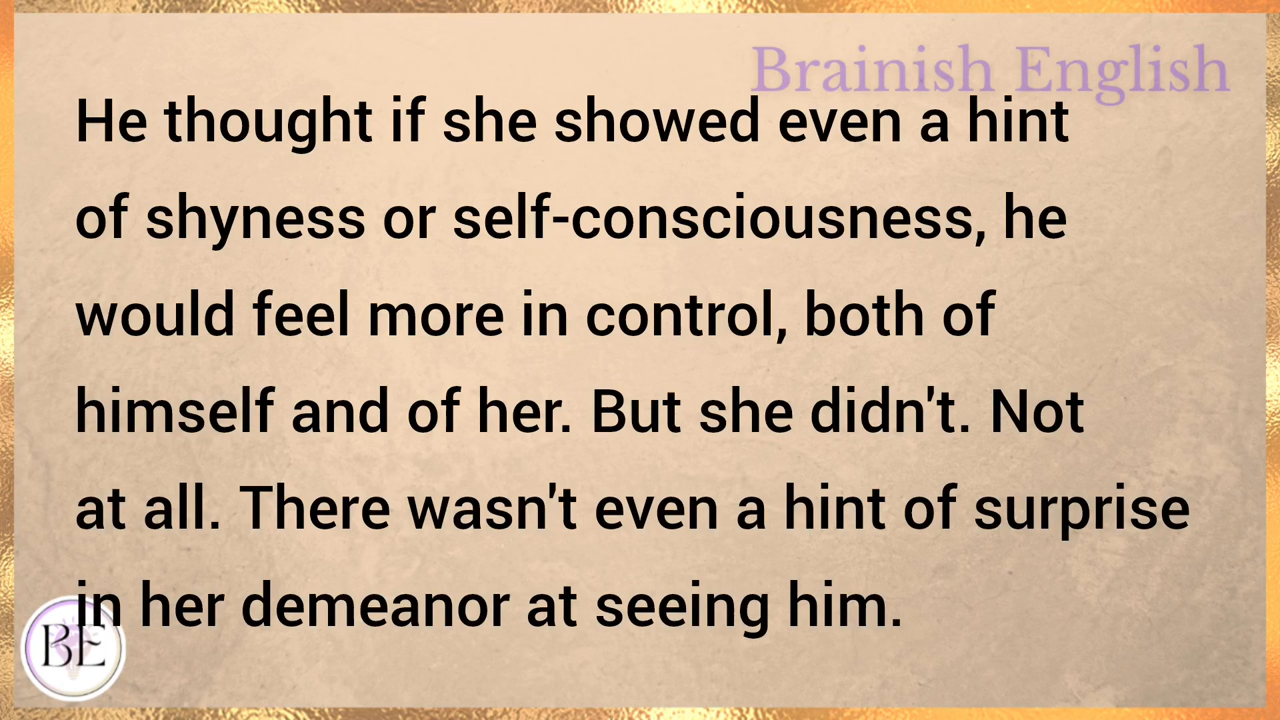 Brainish English
He thought if she showed even a hint
of shyness or self-consciousness, he
would feel more in control, both of
himself and of her. But she didn't. Not
at all. There wasn't even a hint of surprise
in her demeanor at seeing him.
BE